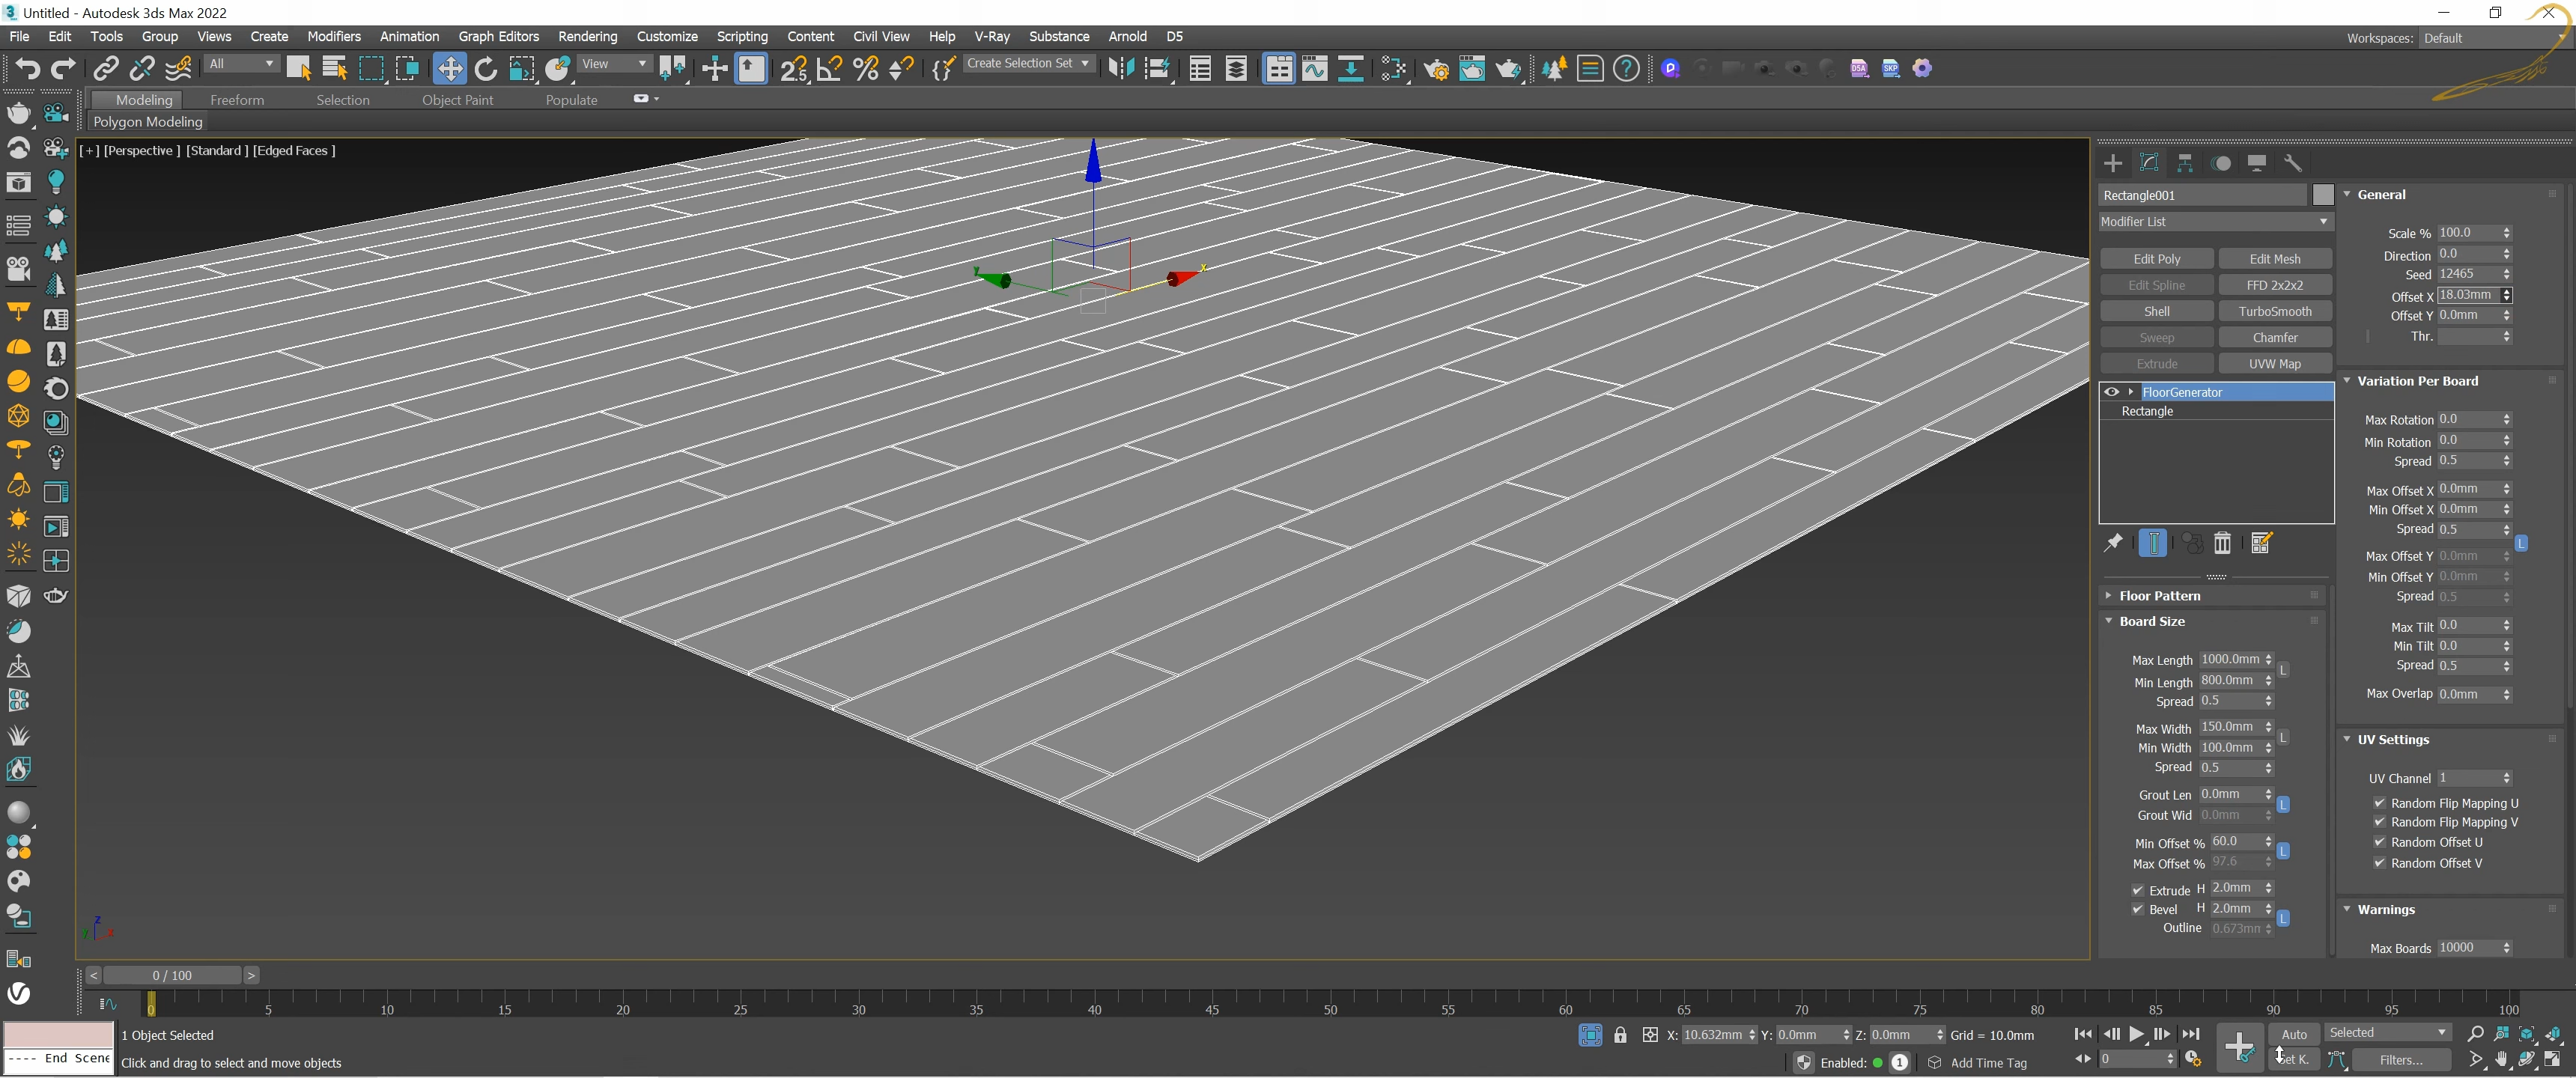 Untitled - Autodesk 3ds Max 2022
File Edit Tools Group Views Create Modifiers Animation Graph Editors Rendering Customize Scripting Content Civil View Help V-Ray Substance Arnold D5
Workspaces: Default
All View Create Selection Set
Modeling Freeform Selection Object Paint Populate
Polygon Modeling
[+] [Perspective ] [Standard ] [Edged Faces ]
Rectangle001
Modifier List
Edit Poly Edit Mesh
Edit Spline FFD 2x2x2
Shell TurboSmooth
Sweep Chamfer
Extrude UVW Map
FloorGenerator
Rectangle
Floor Pattern
Board Size
Max Length 1000.0mm
Min Length 800.0mm
Spread 0.5
Max Width 150.0mm
Min Width 100.0mm
Spread 0.5
Grout Len 0.0mm
Grout Wid 0.0mm
Min Offset % 60.0
Max Offset % 97.6
Extrude H 2.0mm
Bevel H 2.0mm
Outline 0.673mm
General
Scale % 100.0
Direction 0.0
Seed 12465
Offset X 18.03mm
Offset Y 0.0mm
Thr.
Variation Per Board
Max Rotation 0.0
Min Rotation 0.0
Spread 0.5
Max Offset X 0.0mm
Min Offset X 0.0mm
Spread 0.5
Max Offset Y 0.0mm
Min Offset Y 0.0mm
Spread 0.5
Max Tilt 0.0
Min Tilt 0.0
Spread 0.5
Max Overlap 0.0mm
UV Settings
UV Channel 1
Random Flip Mapping U
Random Flip Mapping V
Random Offset U
Random Offset V
Warnings
Max Boards 10000
0 / 100
0 5 10 15 20 25 30 35 40 45 50 55 60 65 70 75 80 85 90 95 100
1 Object Selected
X: 10.632mm Y: 0.0mm Z: 0.0mm Grid = 10.0mm
Auto Selected
---- End Scene
Click and drag to select and move objects
Enabled: 1 Add Time Tag
0
Filters...